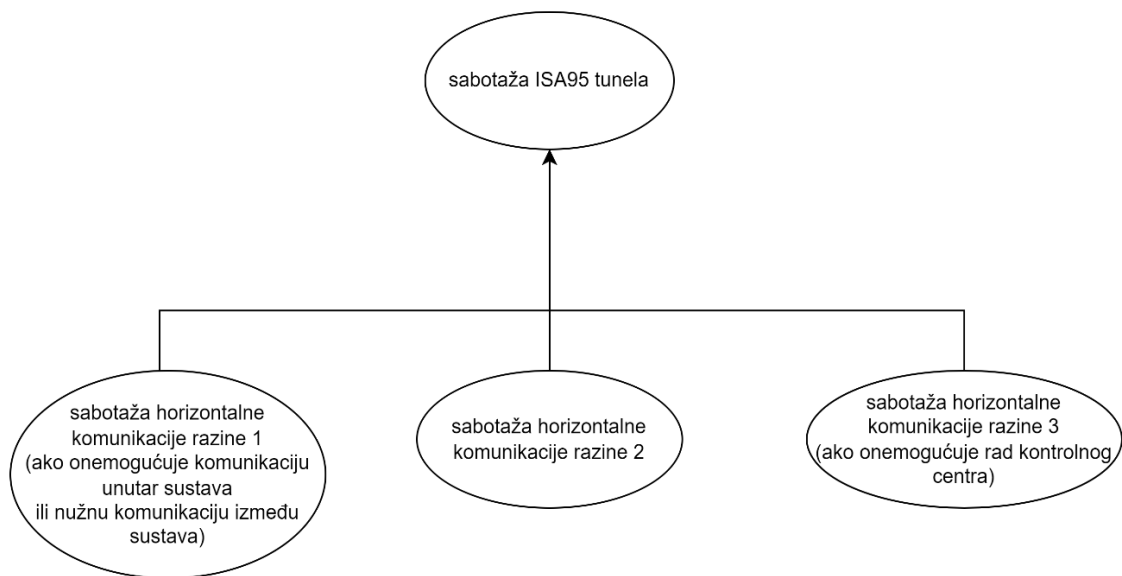 sabotaža ISA95 tunela
sabotaža horizontalne
komunikacije razine 1
(ako onemogućuje komunikaciju
unutar sustava
ili nužnu komunikaciju između
sustava)
sabotaža horizontalne
komunikacije razine 2
sabotaža horizontalne
komunikacije razine 3
(ako onemogućuje rad kontrolnog
centra)